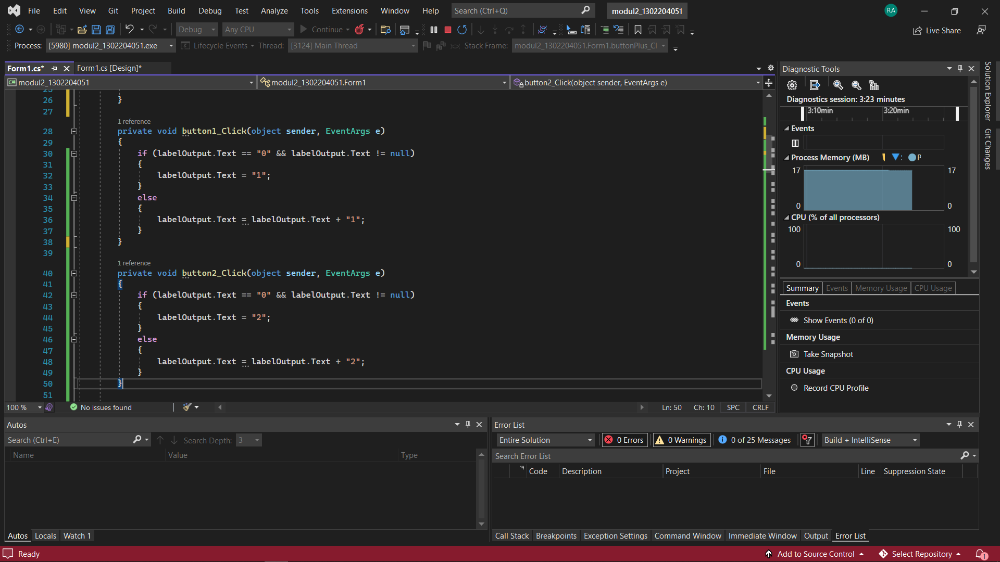 File Edit View Git Project Build Debug Test Analyze Tools Extensions Window Help Search (Ctrl+Q) modul2_1302204051 RA
Debug Any CPU Continue Live Share
Process: [5980] modul2_1302204051.exe Lifecycle Events Thread: [3124] Main Thread Stack Frame: modul2_1302204051.Form1.buttonPlus_Cl
Form1.cs* Form1.cs [Design]*
C# modul2_1302204051 modul2_1302204051.Form1 button2_Click(object sender, EventArgs e)
25
26 }
27
1 reference
28 private void button1_Click(object sender, EventArgs e)
29 {
30 if (labelOutput.Text == "0" && labelOutput.Text != null)
31 {
32 labelOutput.Text = "1";
33 }
34 else
35 {
36 labelOutput.Text = labelOutput.Text + "1";
37 }
38 }
39
1 reference
40 private void button2_Click(object sender, EventArgs e)
41 {
42 if (labelOutput.Text == "0" && labelOutput.Text != null)
43 {
44 labelOutput.Text = "2";
45 }
46 else
47 {
48 labelOutput.Text = labelOutput.Text + "2";
49 }
50 }
51
100 % No issues found Ln: 50 Ch: 10 SPC CRLF
Diagnostic Tools
Diagnostics session: 3:23 minutes
3:10min 3:20min
Events
Process Memory (MB) P
17 17
0 0
CPU (% of all processors)
100 100
0 0
Summary Events Memory Usage CPU Usage
Events
Show Events (0 of 0)
Memory Usage
Take Snapshot
CPU Usage
Record CPU Profile
Solution Explorer
Git Changes
Autos
Search (Ctrl+E) Search Depth: 3
Name Value Type
Autos Locals Watch 1
Error List
Entire Solution 0 Errors 0 Warnings 0 of 25 Messages Build + IntelliSense
Search Error List
Code Description Project File Line Suppression State
Call Stack Breakpoints Exception Settings Command Window Immediate Window Output Error List
Ready Add to Source Control Select Repository 1